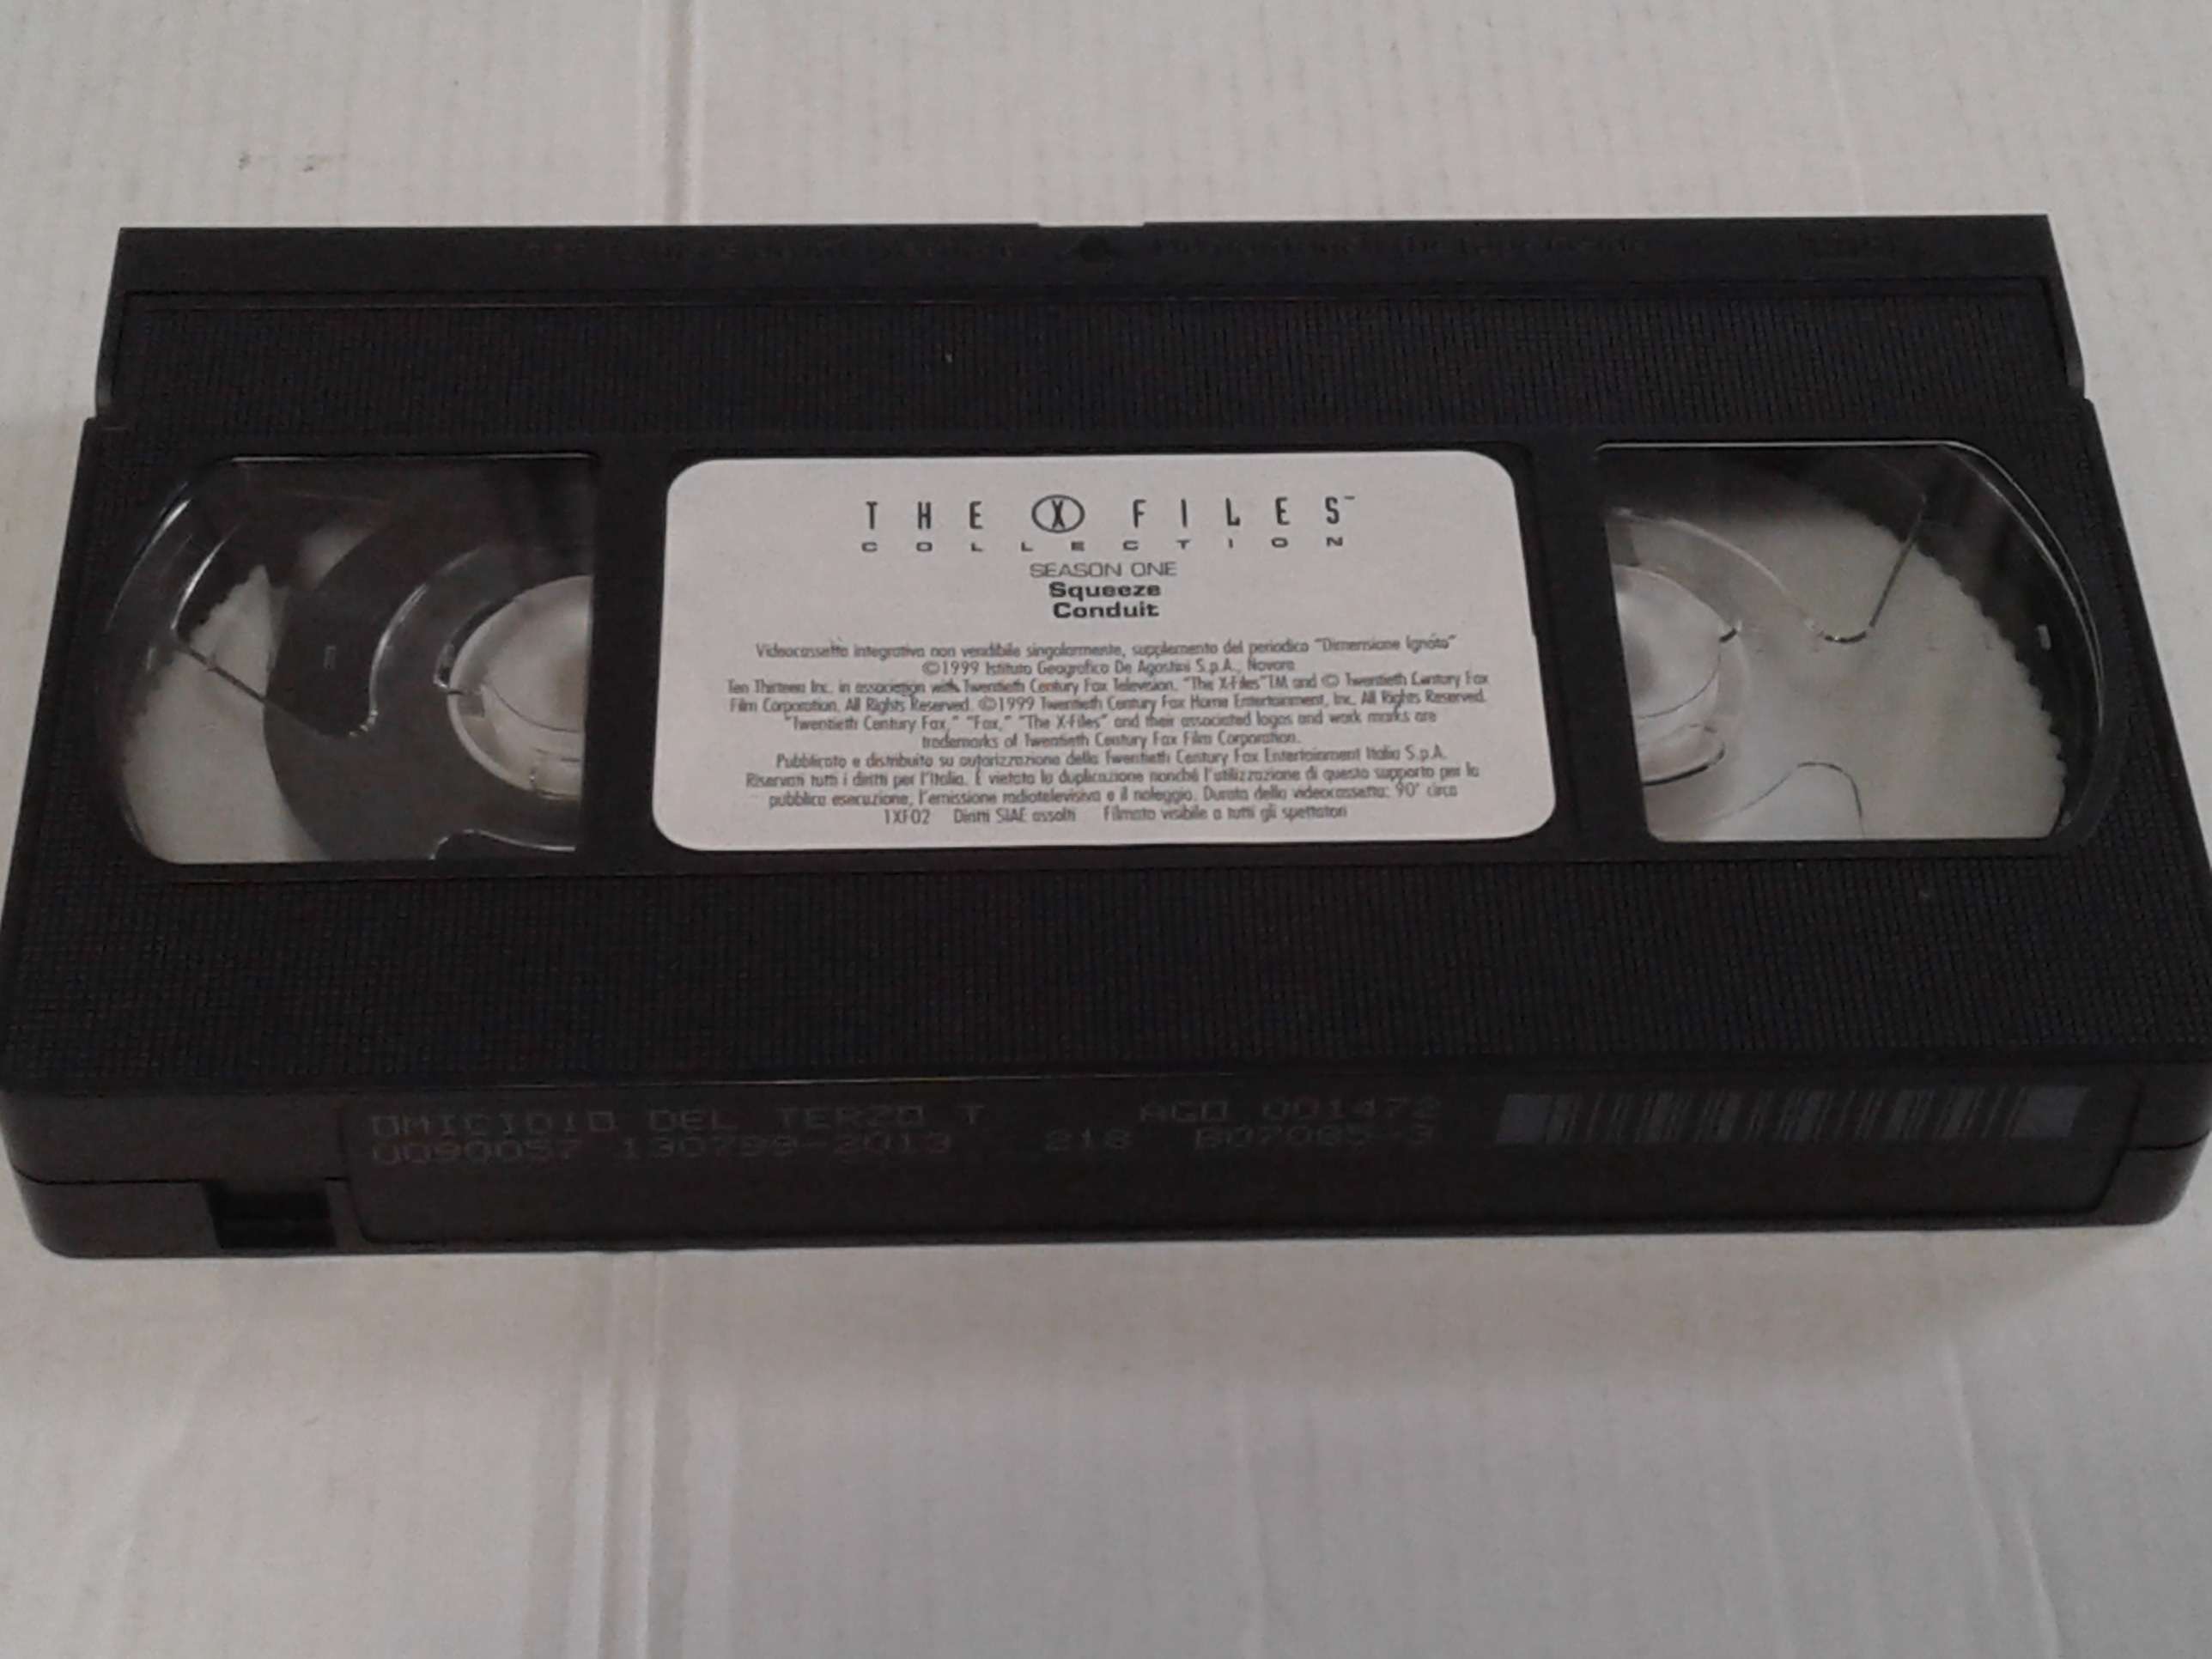 THE X FILES™
COLLECTION
SEASON ONE
Squeeze
Conduit
Videocassetta integrativa non vendibile singolarmente, supplemento del periodico "Dimensione Ignoto"
©1999 Istituto Geografico De Agostini S.p.A., Novara
Ten Thirteen Inc. in association with Twentieth Century Fox Television. "The X-Files"TM and © Twentieth Century Fox
Film Corporation. All Rights Reserved. ©1999 Twentieth Century Fox Home Entertainment, Inc. All Rights Reserved.
"Twentieth Century Fox," "Fox," "The X-Files" and their associated logos and work marks are
trademarks of Twentieth Century Fox Film Corporation.
Pubblicato e distribuito su autorizzazione della Twentieth Century Fox Entertainment Italia S.p.A.
Riservati tutti i diritti per l'Italia. È vietata la duplicazione nonché l'utilizzazione di questo supporto per la
pubblica esecuzione, l'emissione radiotelevisiva e il noleggio. Durata della videocassetta: 90' circa
1XF02 Diritti SIAE assolti Filmato visibile a tutti gli spettatori
OMICIDIO DEL TERZO T AGO 001472
0090057 130799-2013 218 B07085-3